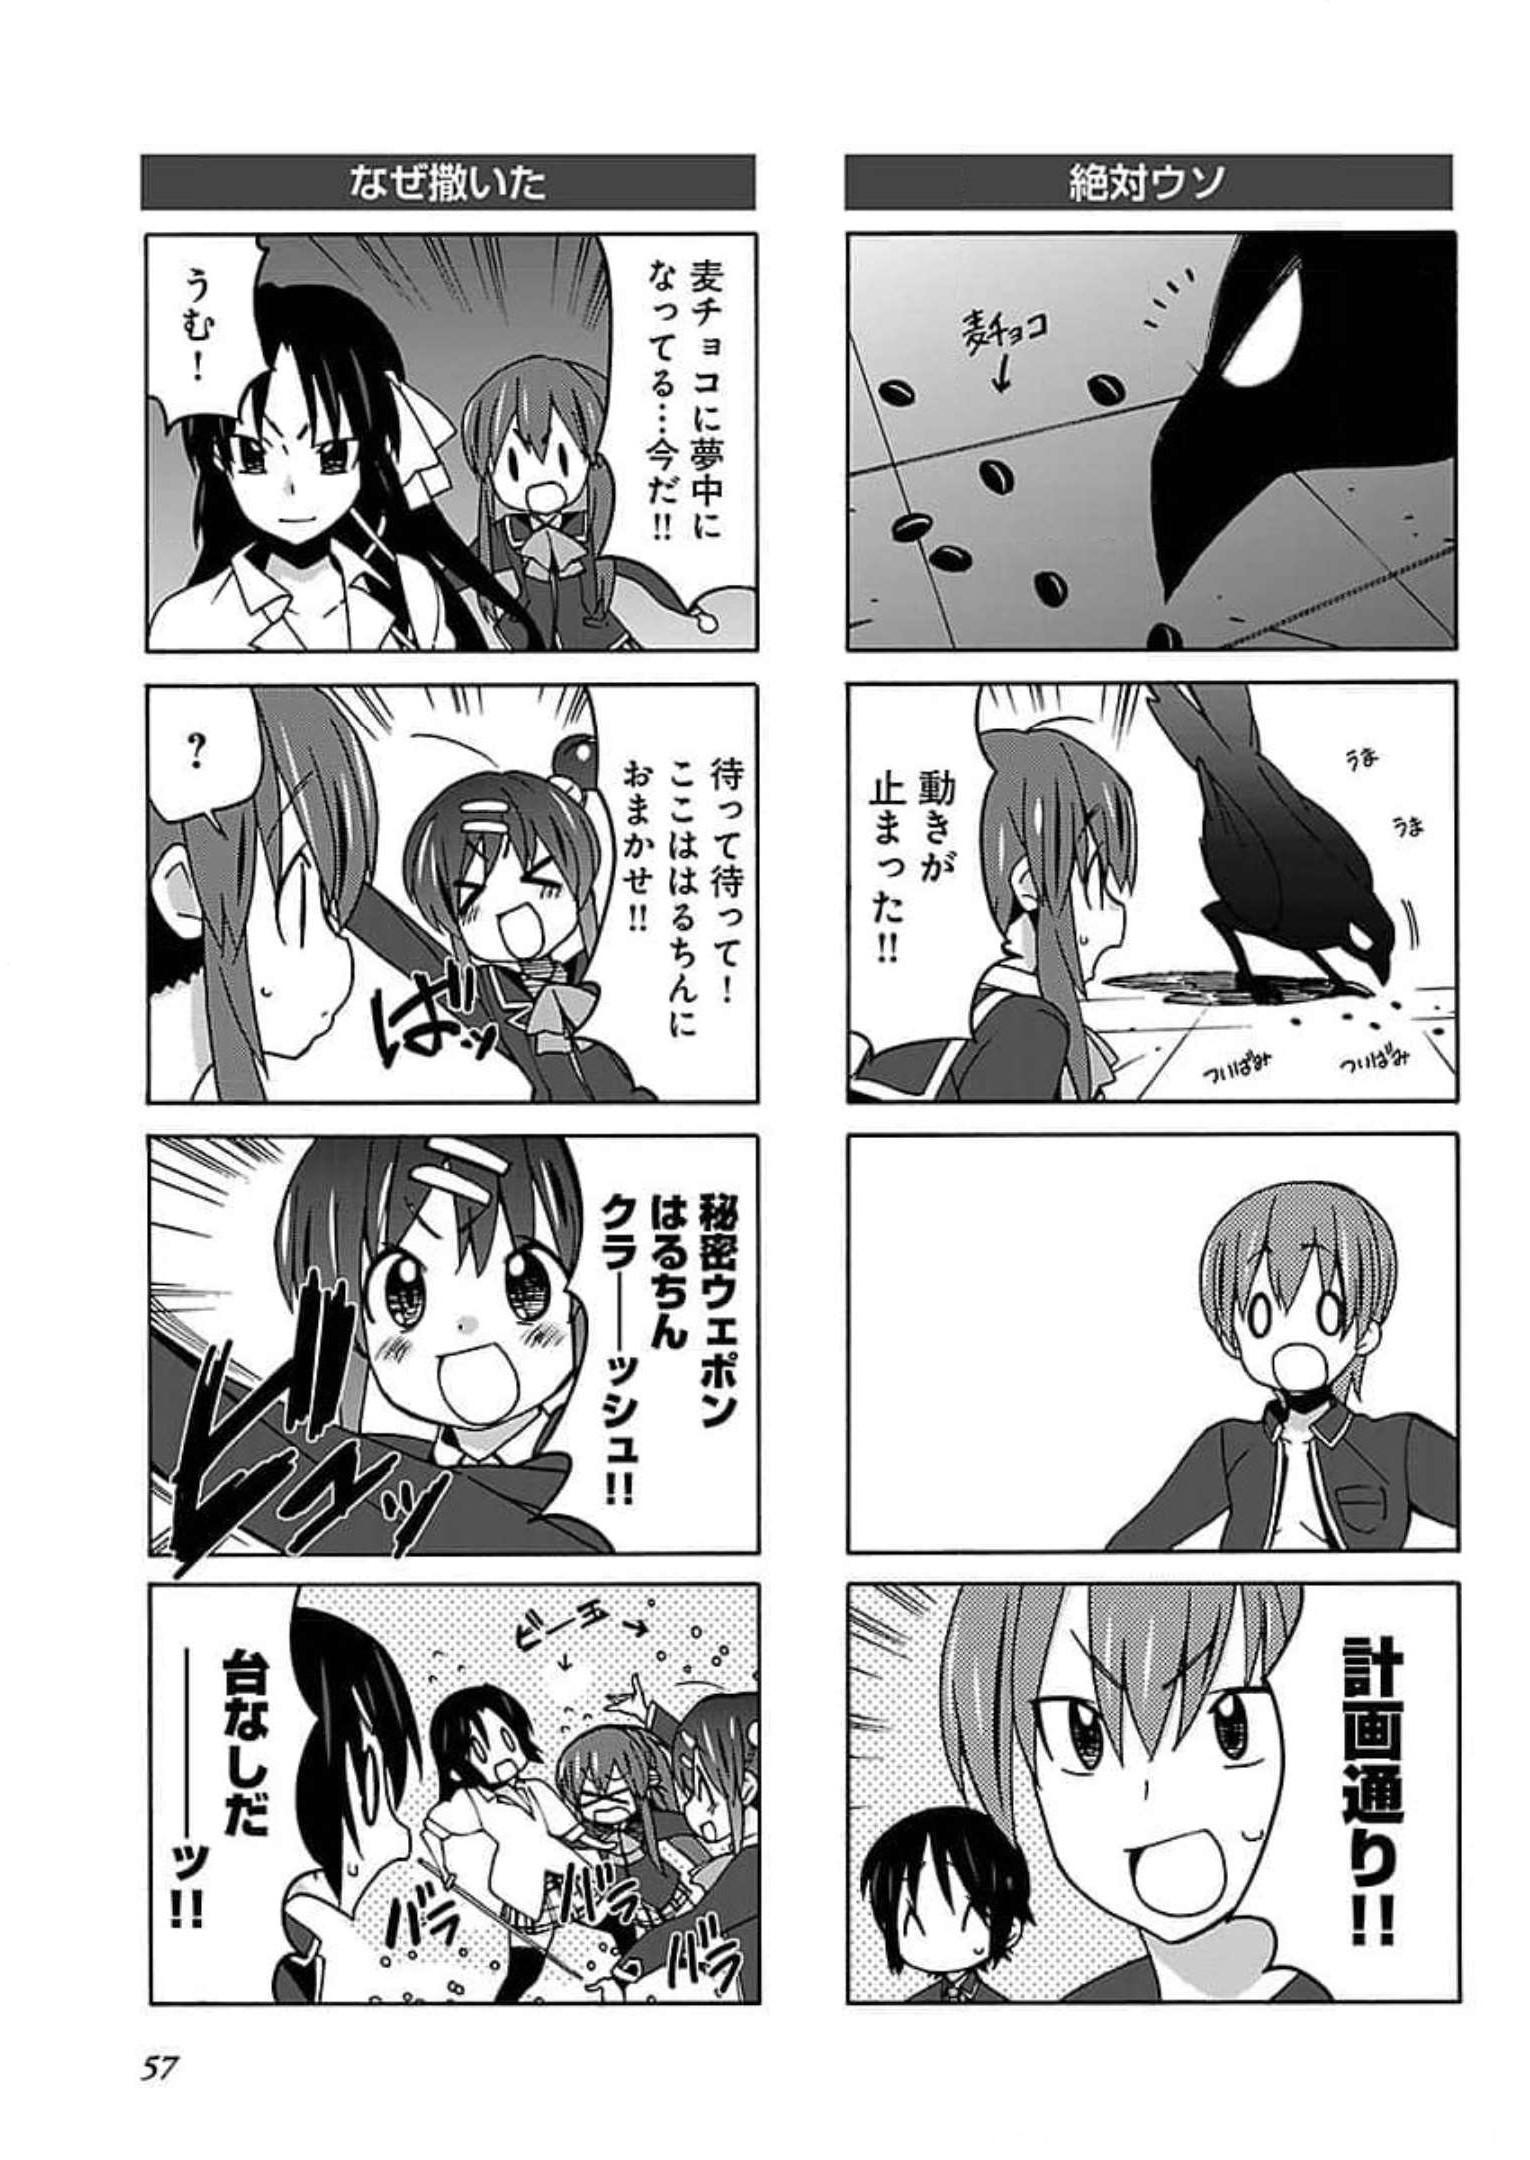 絶対ウソ
麦チョコ
動きが
止まった!!
うま
うま
ついばみ
ついばみ
計画通り!!
なぜ撒いた
麦チョコに夢中に
なってる…今だ!!
うむ!
待って待って!
ここははるちんに
おまかせ!!
ばッ
?
秘密ウェポン
はるちん
クラーーッシュ!!
ビュッ
ビー玉
台なしだ
――ッ!!
バラ
バラ
バラ
57